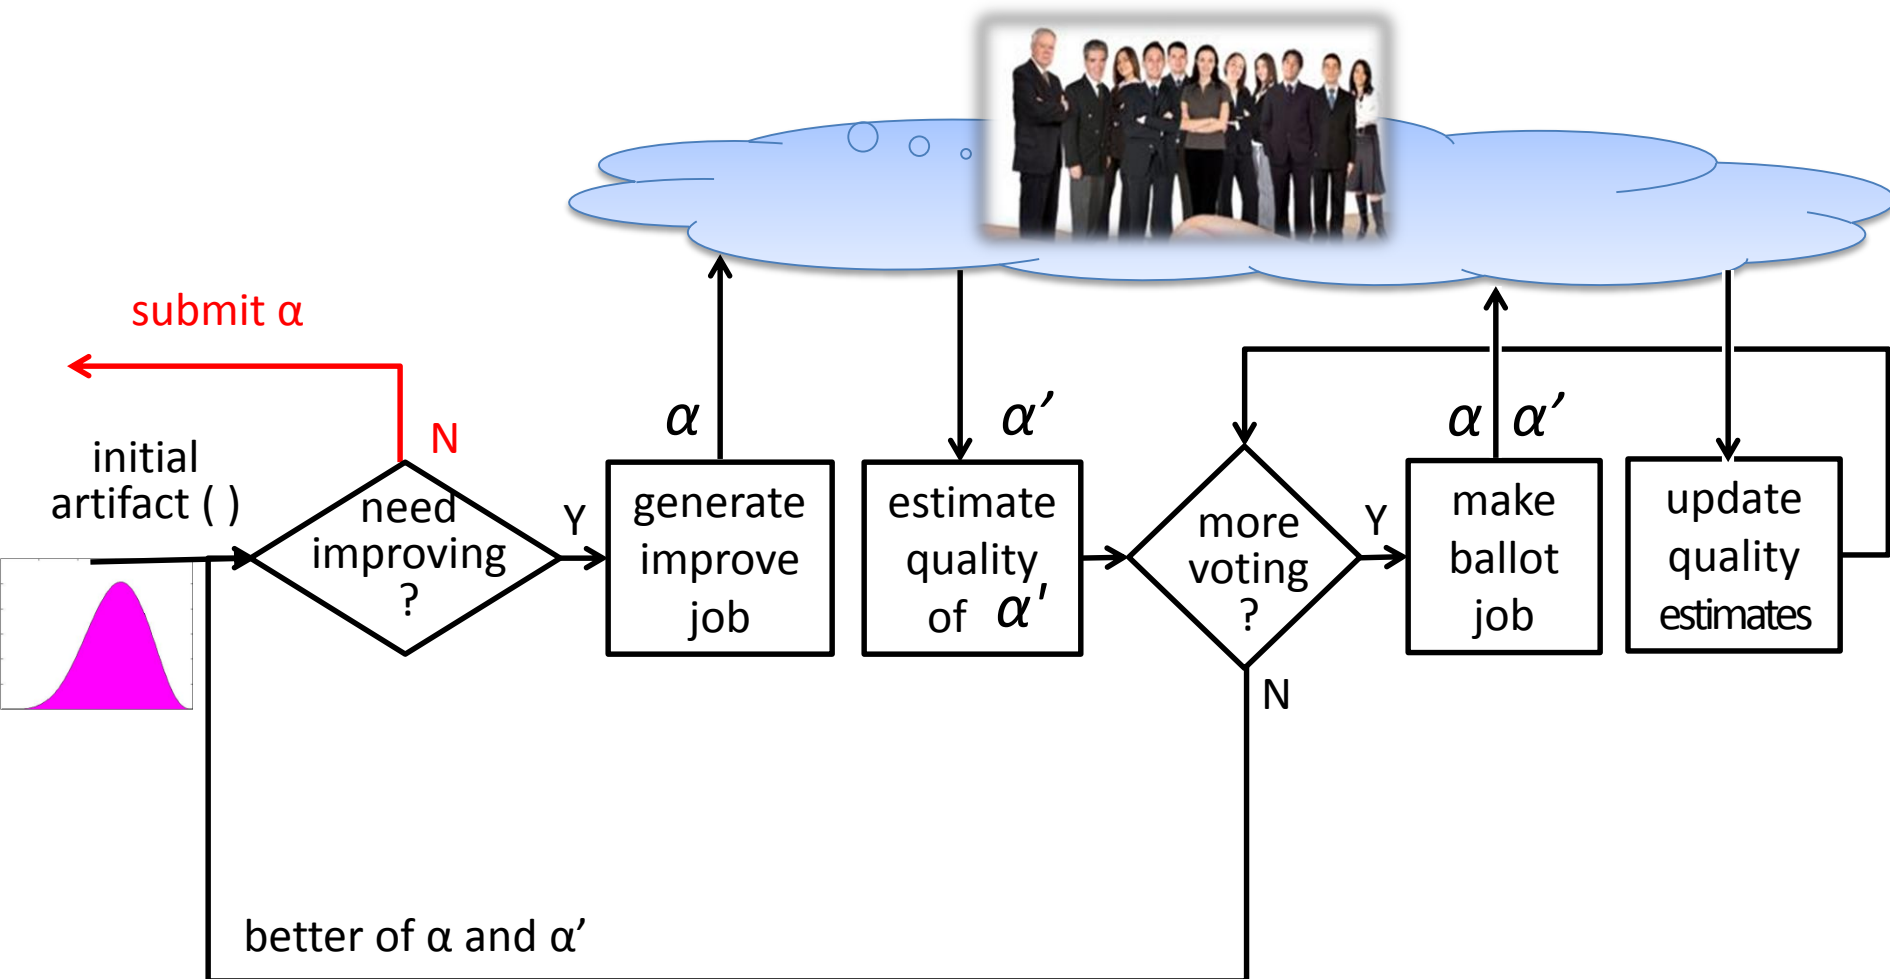 submit α
N
initial
artifact ( )
need
improving
?
Y
generate
improve
job
α
α’
estimate
quality
of α'
more
voting
?
Y
N
α α’
make
ballot
job
update
quality
estimates
better of α and α’